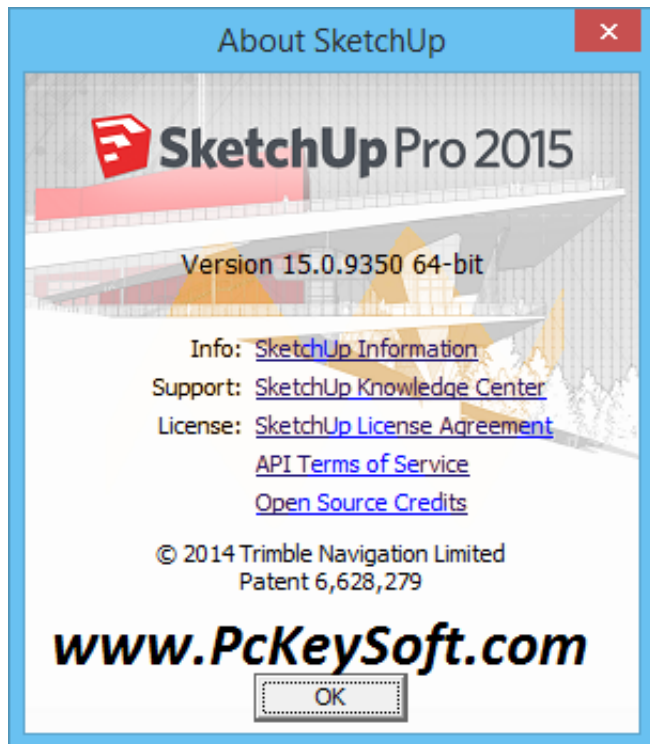 About SketchUp
SketchUp Pro 2015
Version 15.0.9350 64-bit
Info: SketchUp Information
Support: SketchUp Knowledge Center
License: SketchUp License Agreement
API Terms of Service
Open Source Credits
© 2014 Trimble Navigation Limited
Patent 6,628,279
www.PcKeySoft.com
OK